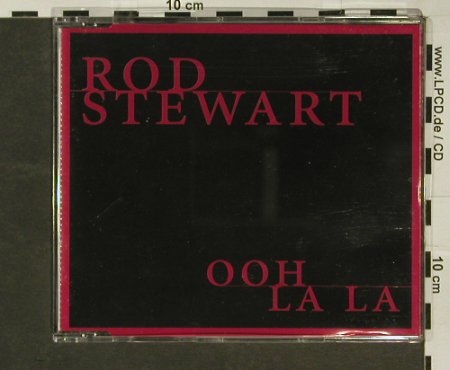 10 cm
ROD
STEWART
OOH
LA LA
www.LPCD.de / CD
10 cm